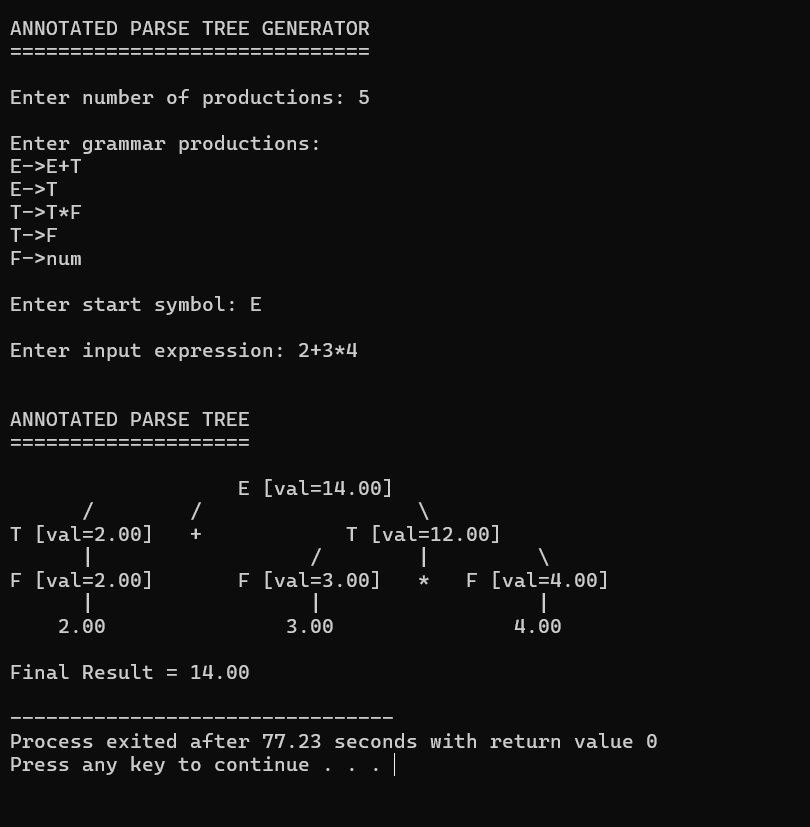 ANNOTATED PARSE TREE GENERATOR
==============================

Enter number of productions: 5

Enter grammar productions:
E->E+T
E->T
T->T*F
T->F
F->num

Enter start symbol: E

Enter input expression: 2+3*4


ANNOTATED PARSE TREE
====================

                   E [val=14.00]
      /        /                  \
T [val=2.00]   +            T [val=12.00]
      |                  /        |         \
F [val=2.00]       F [val=3.00]   *   F [val=4.00]
      |                  |                  |
    2.00               3.00               4.00

Final Result = 14.00

--------------------------------
Process exited after 77.23 seconds with return value 0
Press any key to continue . . .